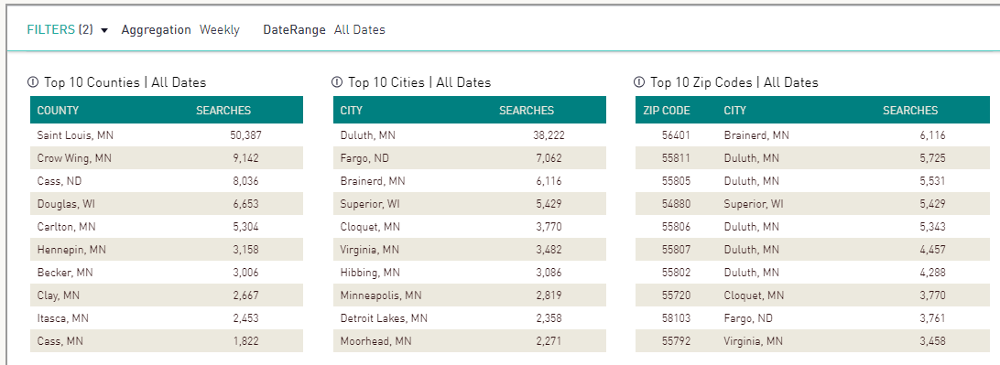 FILTERS (2) Aggregation Weekly DateRange All Dates
Top 10 Counties | All Dates
COUNTY SEARCHES
Saint Louis, MN 50,387
Crow Wing, MN 9,142
Cass, ND 8,036
Douglas, WI 6,653
Carlton, MN 5,304
Hennepin, MN 3,158
Becker, MN 3,006
Clay, MN 2,667
Itasca, MN 2,453
Cass, MN 1,822
Top 10 Cities | All Dates
CITY SEARCHES
Duluth, MN 38,222
Fargo, ND 7,062
Brainerd, MN 6,116
Superior, WI 5,429
Cloquet, MN 3,770
Virginia, MN 3,482
Hibbing, MN 3,086
Minneapolis, MN 2,819
Detroit Lakes, MN 2,358
Moorhead, MN 2,271
Top 10 Zip Codes | All Dates
ZIP CODE CITY SEARCHES
56401 Brainerd, MN 6,116
55811 Duluth, MN 5,725
55805 Duluth, MN 5,531
54880 Superior, WI 5,429
55806 Duluth, MN 5,343
55807 Duluth, MN 4,457
55802 Duluth, MN 4,288
55720 Cloquet, MN 3,770
58103 Fargo, ND 3,761
55792 Virginia, MN 3,458